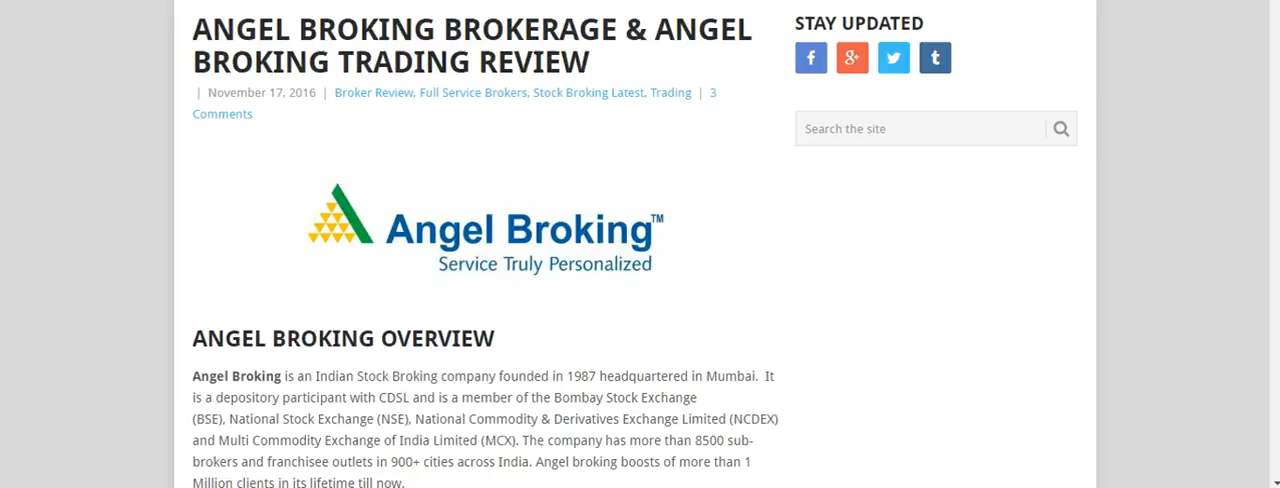 ANGEL BROKING BROKERAGE & ANGEL
BROKING TRADING REVIEW
| November 17, 2016 | Broker Review, Full Service Brokers, Stock Broking Latest, Trading | 3
Comments
Angel Broking™
Service Truly Personalized
ANGEL BROKING OVERVIEW
Angel Broking is an Indian Stock Broking company founded in 1987 headquartered in Mumbai. It
is a depository participant with CDSL and is a member of the Bombay Stock Exchange
(BSE), National Stock Exchange (NSE), National Commodity & Derivatives Exchange Limited (NCDEX)
and Multi Commodity Exchange of India Limited (MCX). The company has more than 8500 sub-
brokers and franchisee outlets in 900+ cities across India. Angel broking boosts of more than 1
Million clients in its lifetime till now.
STAY UPDATED
f g+ t
Search the site